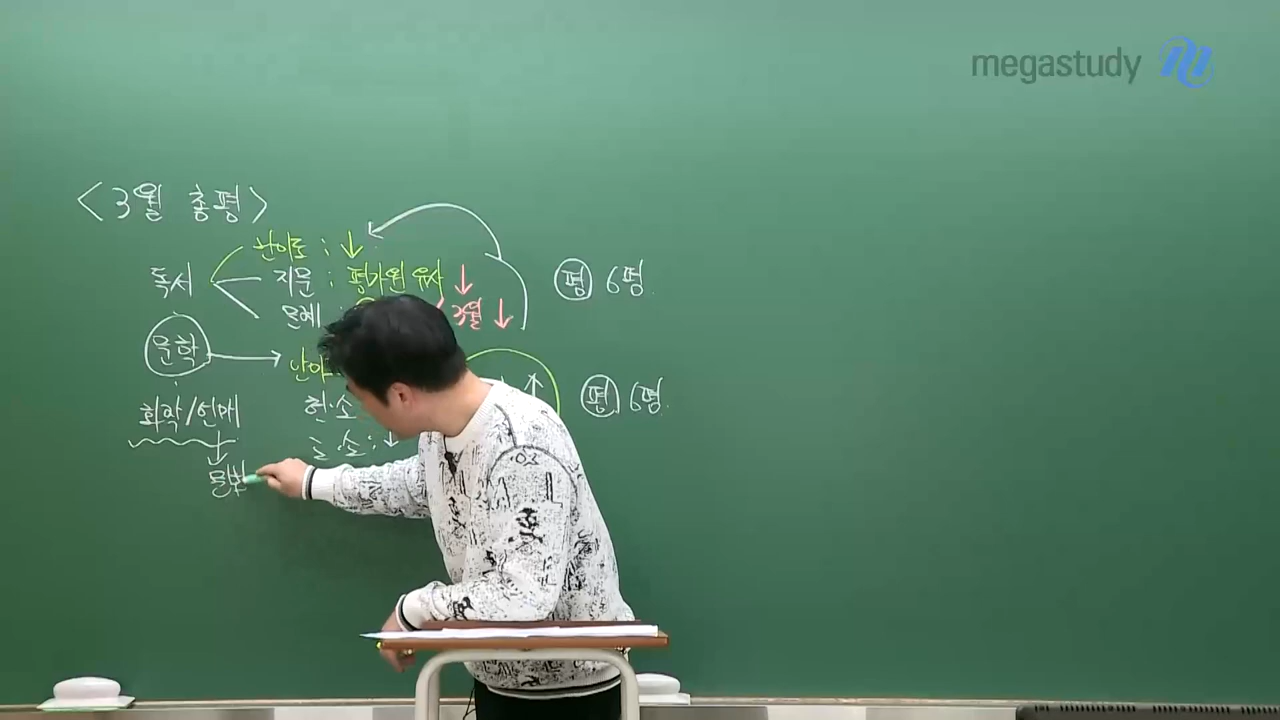 megastudy
<3월 총평>
난이도 : ↓
독서 지문 : 평가원 유사 ↓ 평 6평
문제 3월 ↓
문학 → 난이
화작/언매 현·소 ↑ 평 6평
↓ 소 : ↓
문법